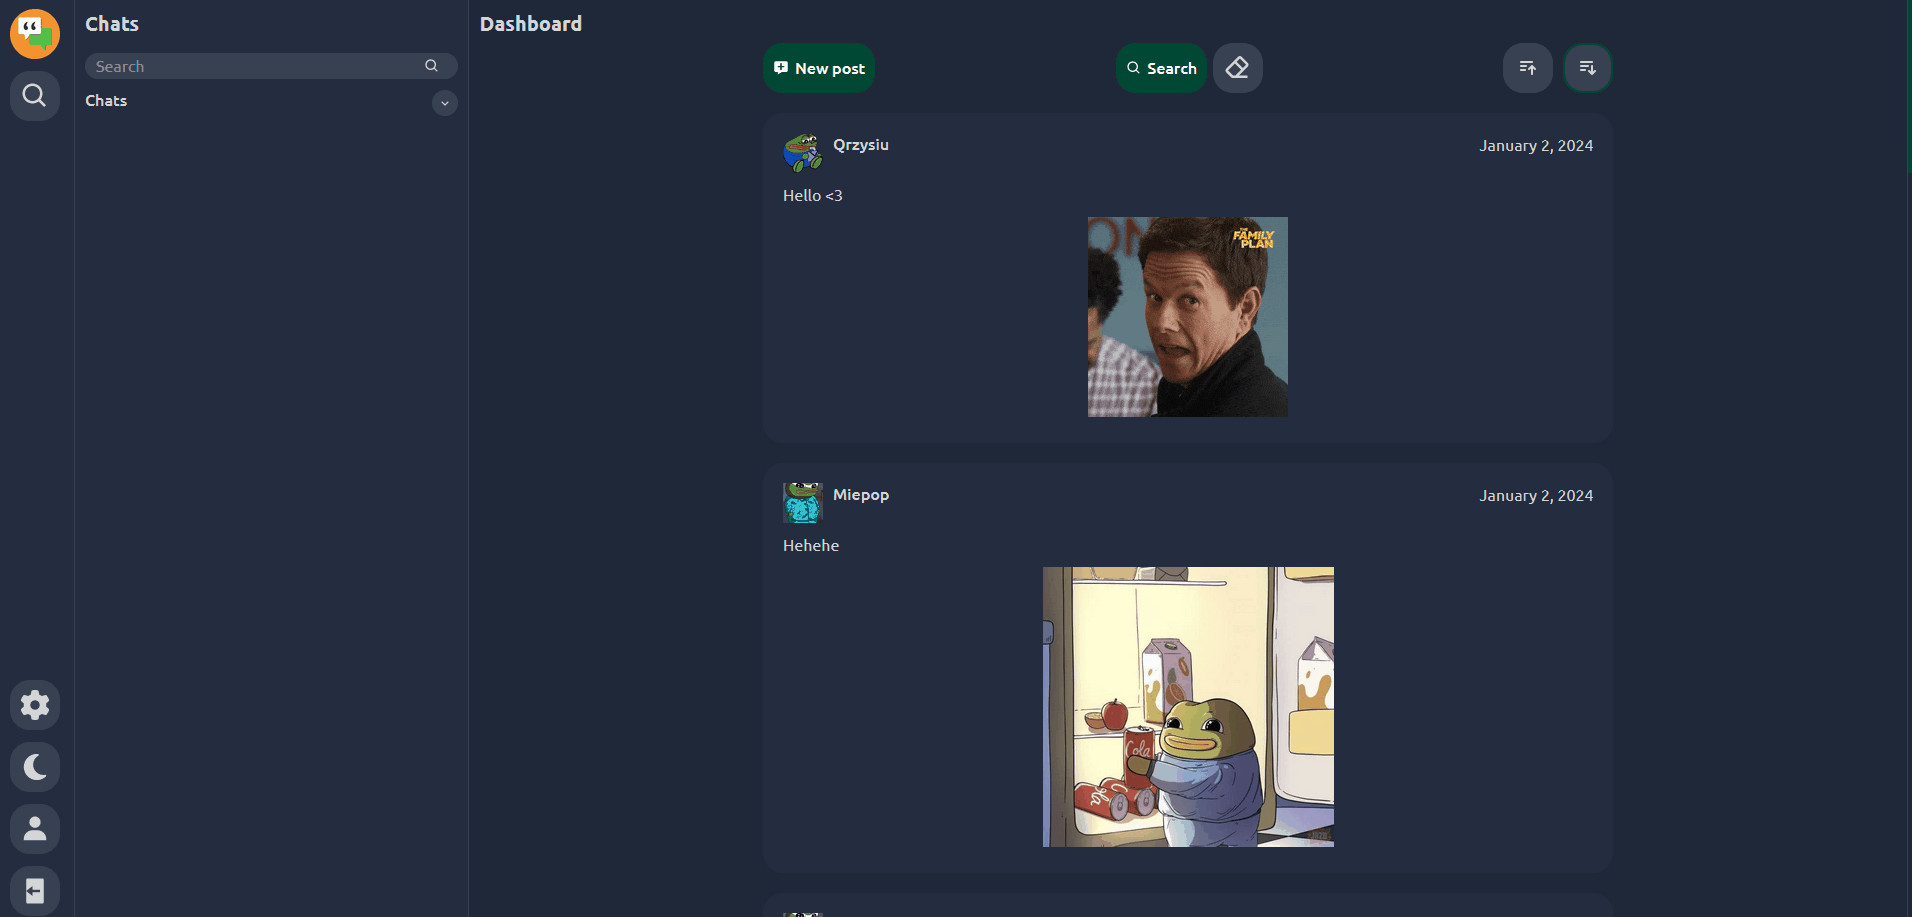 Chats
Search
Chats
Dashboard
New post
Search
Qrzysiu
January 2, 2024
Hello <3
THE
FAMILY
PLAN
Miepop
January 2, 2024
Hehehe
Cola